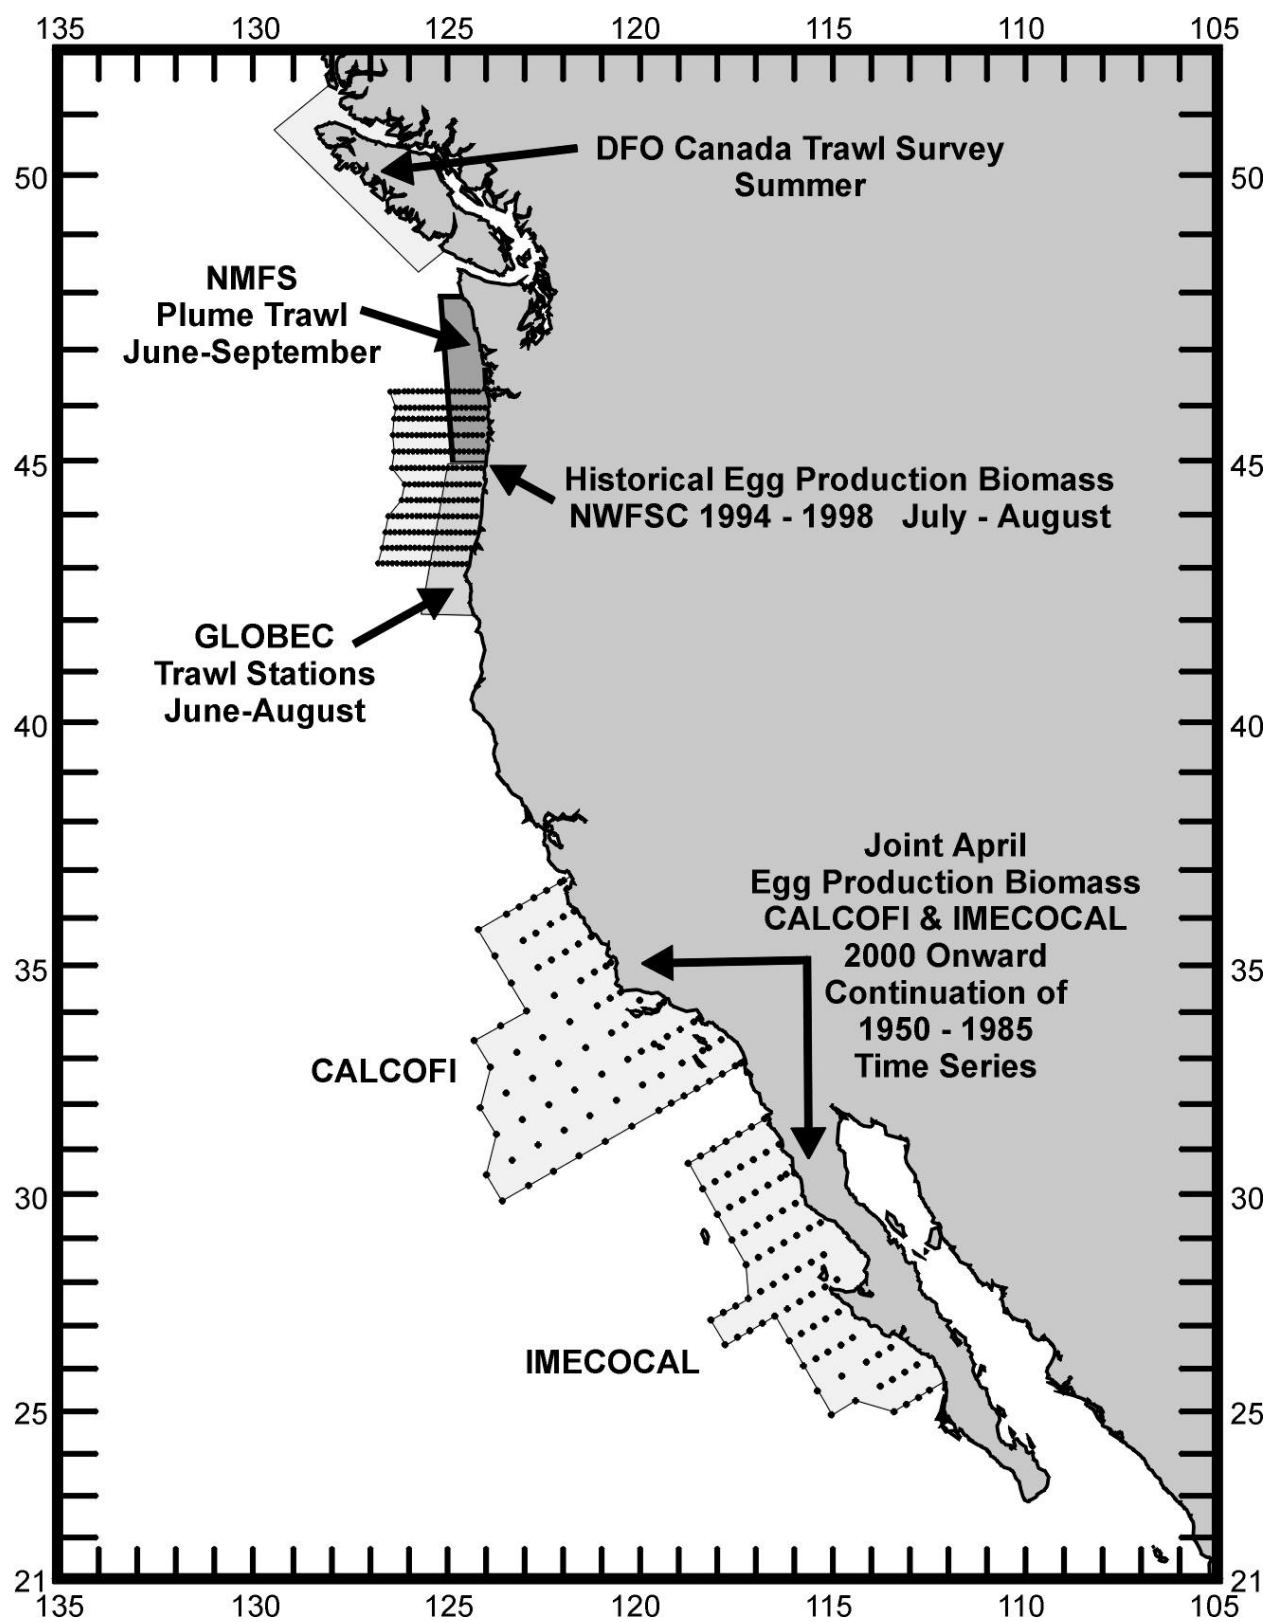 135 130 125 120 115 110 105
DFO Canada Trawl Survey
Summer
50 50
NMFS
Plume Trawl
June-September
45 45
Historical Egg Production Biomass
NWFSC 1994 - 1998 July - August
GLOBEC
Trawl Stations
June-August
40 40
Joint April
Egg Production Biomass
CALCOFI & IMECOCAL
2000 Onward
Continuation of
1950 - 1985
Time Series
35 35
CALCOFI
30 30
IMECOCAL
25 25
21 21
135 130 125 120 115 110 105